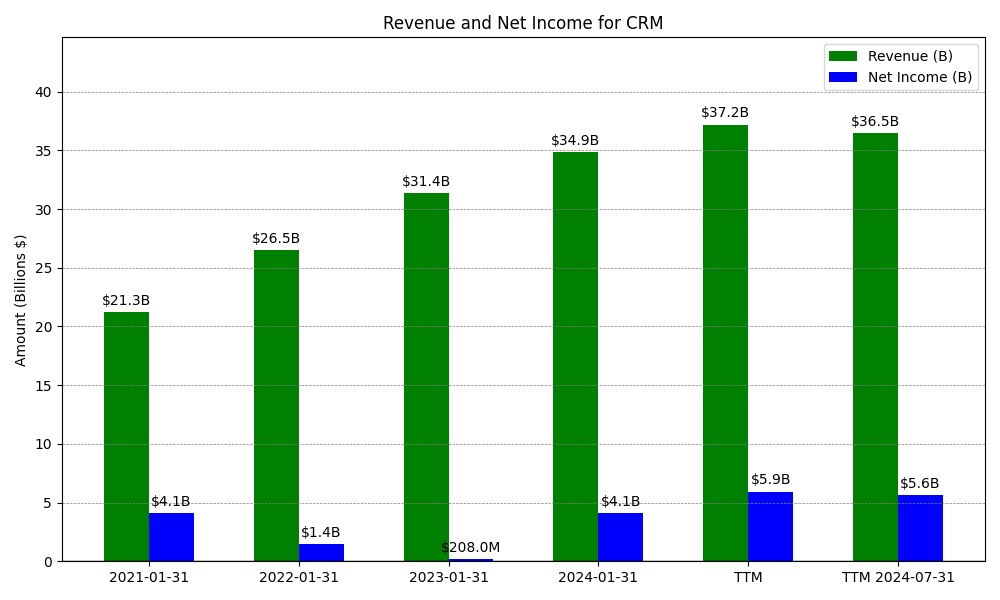 Revenue and Net Income for CRM
Revenue (B)
Net Income (B)
Amount (Billions $)
40
35
30
25
20
15
10
5
0
$21.3B
$4.1B
$26.5B
$1.4B
$31.4B
$208.0M
$34.9B
$4.1B
$37.2B
$5.9B
$36.5B
$5.6B
2021-01-31
2022-01-31
2023-01-31
2024-01-31
TTM
TTM 2024-07-31